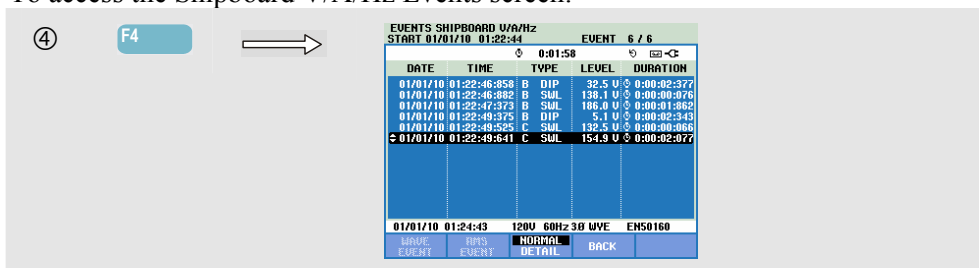 To access the Shipboard V/A/Hz Events screen:
④ F4
EVENTS SHIPBOARD V/A/Hz
START 01/01/10 01:22:44 EVENT 6 / 6
0:01:58
DATE TIME TYPE LEVEL DURATION
01/01/10 01:22:46:858 B DIP 32.5 V 0:00:02:377
01/01/10 01:22:46:882 B SWL 138.1 V 0:00:00:076
01/01/10 01:22:47:373 B SWL 186.0 V 0:00:01:862
01/01/10 01:22:49:375 B DIP 5.1 V 0:00:02:343
01/01/10 01:22:49:525 C SWL 132.5 V 0:00:00:066
01/01/10 01:22:49:641 C SWL 154.9 V 0:00:02:077
01/01/10 01:24:43 120V 60Hz 3Ø WYE EN50160
WAVE EVENT RMS EVENT NORMAL DETAIL BACK